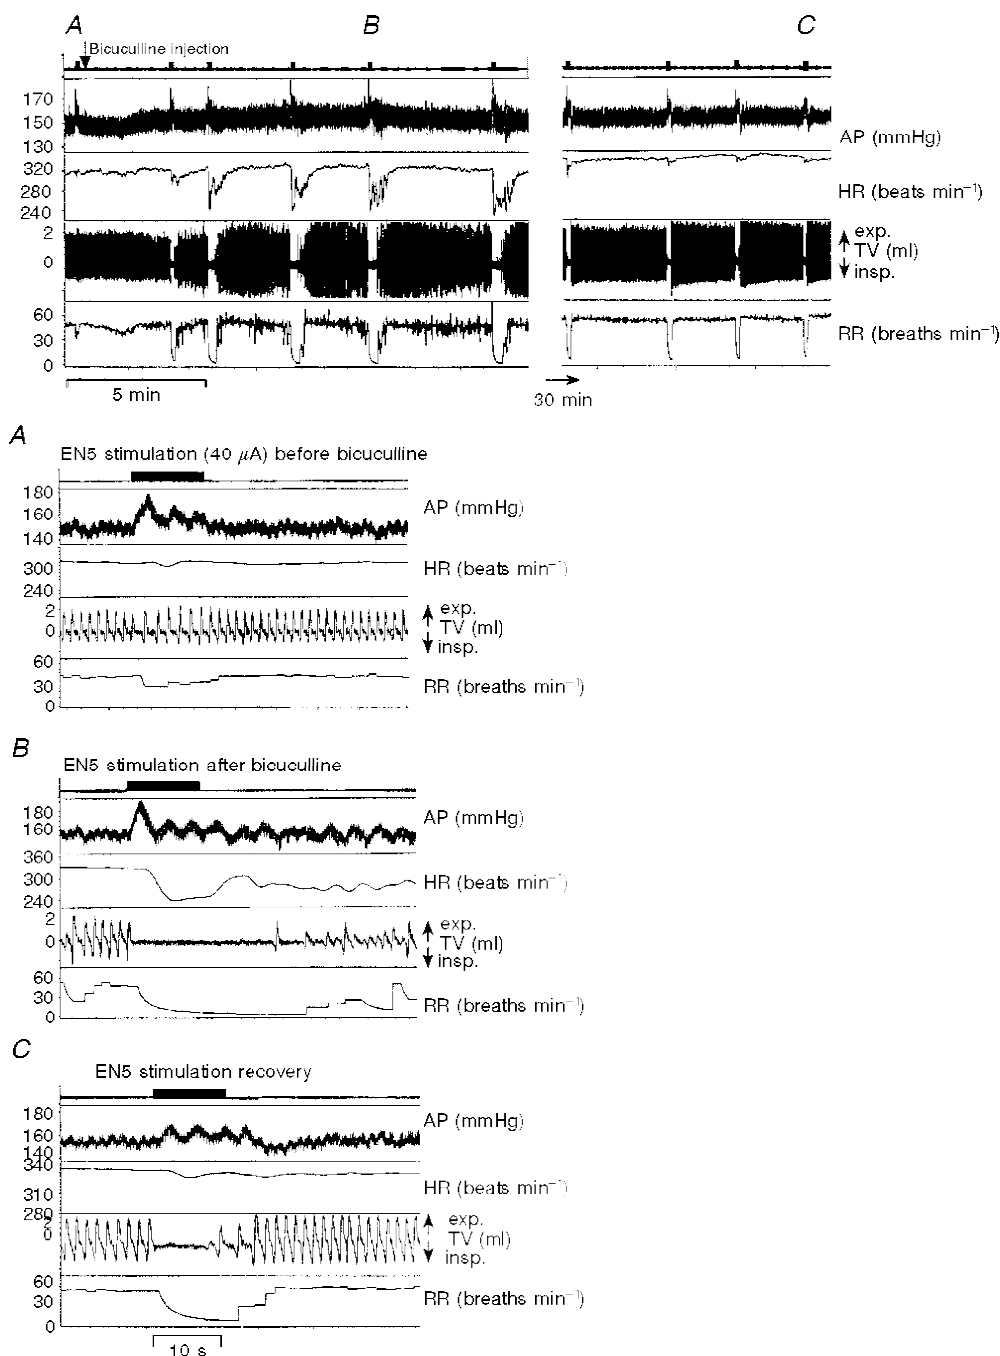 A B C
Bicuculline injection
170
150
130
AP (mmHg)
320
280
240
HR (beats min⁻¹)
2
0
exp.
TV (ml)
insp.
60
30
0
RR (breaths min⁻¹)
5 min
30 min
A
EN5 stimulation (40 μA) before bicuculline
180
160
140
AP (mmHg)
300
240
HR (beats min⁻¹)
2
0
exp.
TV (ml)
insp.
60
30
0
RR (breaths min⁻¹)
B
EN5 stimulation after bicuculline
180
160
AP (mmHg)
360
300
240
HR (beats min⁻¹)
2
0
exp.
TV (ml)
insp.
60
30
0
RR (breaths min⁻¹)
C
EN5 stimulation recovery
180
160
140
AP (mmHg)
340
310
280
HR (beats min⁻¹)
2
0
exp.
TV (ml)
insp.
60
30
0
RR (breaths min⁻¹)
10 s